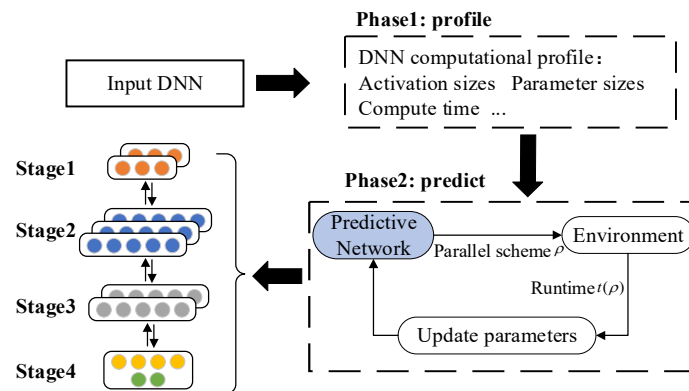 Phase1: profile
Input DNN
DNN computational profile：
Activation sizes Parameter sizes
Compute time ...
Stage1
Stage2
Stage3
Stage4
Phase2: predict
Predictive
Network
Parallel scheme ρ
Environment
Runtime t(ρ)
Update parameters